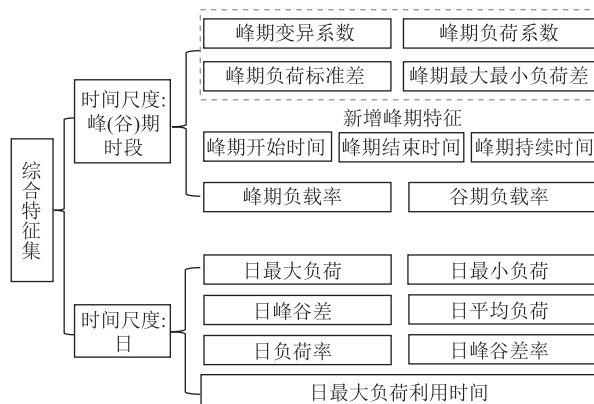 综合特征集
时间尺度:
峰(谷)期
时段
峰期变异系数
峰期负荷系数
峰期负荷标准差
峰期最大最小负荷差
新增峰期特征
峰期开始时间
峰期结束时间
峰期持续时间
峰期负载率
谷期负载率
时间尺度:
日
日最大负荷
日最小负荷
日峰谷差
日平均负荷
日负荷率
日峰谷差率
日最大负荷利用时间